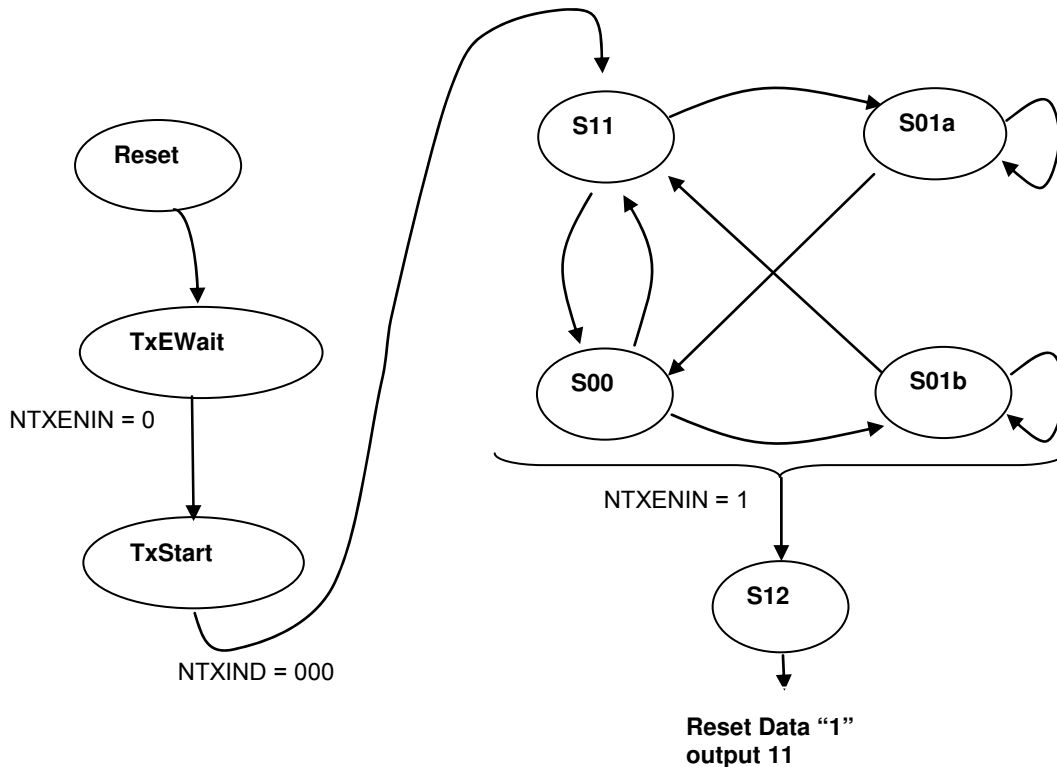 Reset
TxEWait
NTXENIN = 0
TxStart
NTXIND = 000
S11
S01a
S00
S01b
NTXENIN = 1
S12
Reset Data “1”
output 11